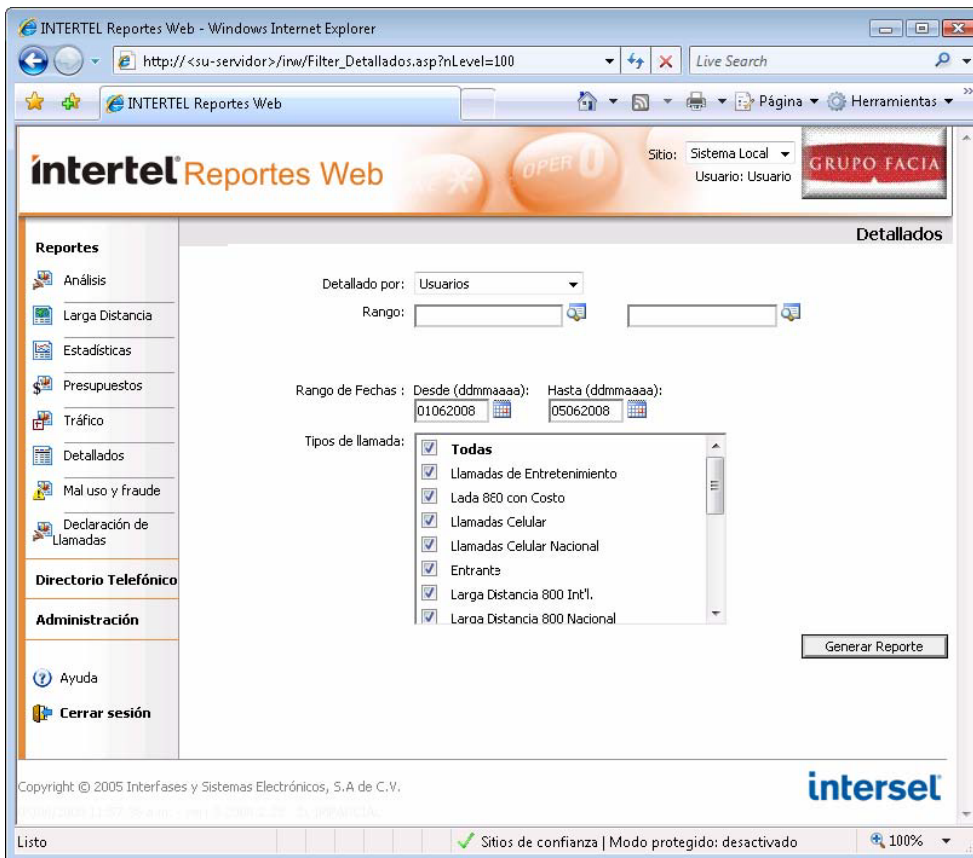 INTERTEL Reportes Web - Windows Internet Explorer
http://<su-servidor>/irw/Filter_Detallados.asp?nLevel=100
Live Search
INTERTEL Reportes Web
Página
Herramientas
intertel Reportes Web
OPER 0
Sitio: Sistema Local
Usuario: Usuario
GRUPO FACIA
Detallados
Reportes
Análisis
Larga Distancia
Estadísticas
Presupuestos
Tráfico
Detallados
Mal uso y fraude
Declaración de
Llamadas
Directorio Telefónico
Administración
Ayuda
Cerrar sesión
Detallado por: Usuarios
Rango:
Rango de Fechas : Desde (ddmmaaaa): Hasta (ddmmaaaa):
01062008 05062008
Tipos de llamada:
Todas
Llamadas de Entretenimiento
Lada 880 con Costo
Llamadas Celular
Llamadas Celular Nacional
Entrante
Larga Distancia 800 Int'l.
Larga Distancia 800 Nacional
Generar Reporte
Copyright © 2005 Interfases y Sistemas Electrónicos, S.A de C.V.
intersel
Listo
Sitios de confianza | Modo protegido: desactivado
100%